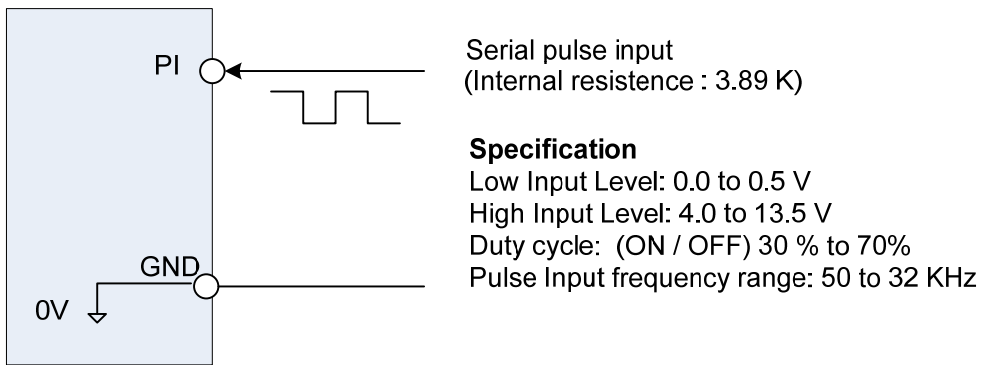 PI
Serial pulse input
(Internal resistence : 3.89 K)
Specification
Low Input Level: 0.0 to 0.5 V
High Input Level: 4.0 to 13.5 V
Duty cycle: (ON / OFF) 30 % to 70%
Pulse Input frequency range: 50 to 32 KHz
GND
0V